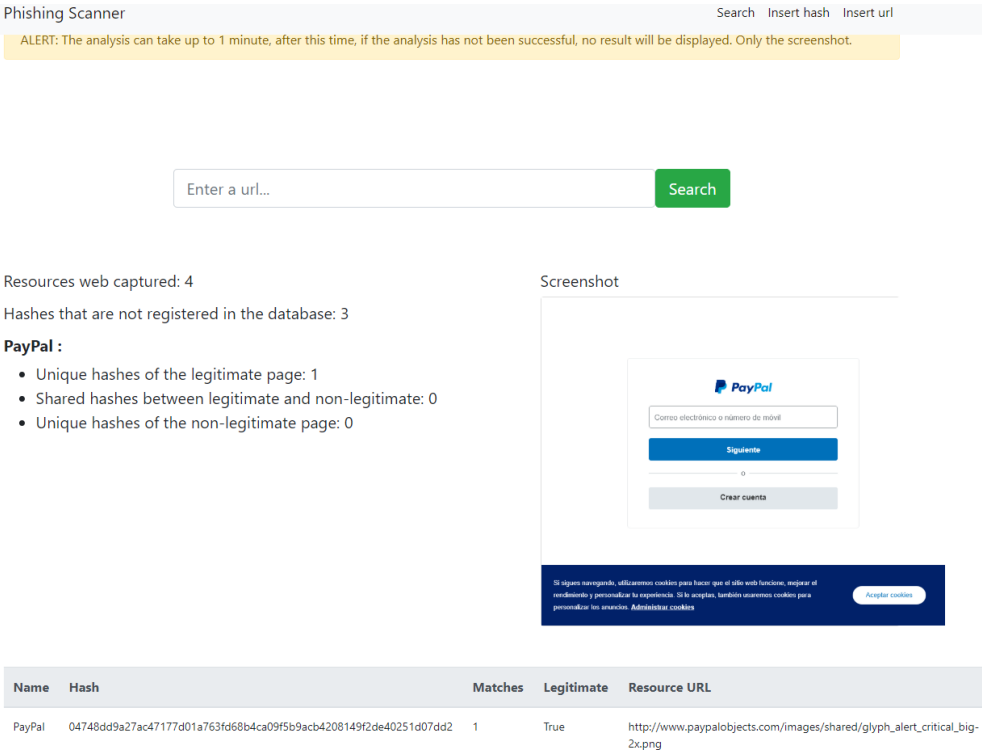 Phishing Scanner
Search Insert hash Insert url
ALERT: The analysis can take up to 1 minute, after this time, if the analysis has not been successful, no result will be displayed. Only the screenshot.
Enter a url...
Search
Resources web captured: 4
Hashes that are not registered in the database: 3
PayPal :
• Unique hashes of the legitimate page: 1
• Shared hashes between legitimate and non-legitimate: 0
• Unique hashes of the non-legitimate page: 0
Screenshot
PayPal
Correo electrónico o número de móvil
Siguiente
o
Crear cuenta
Si sigues navegando, utilizaremos cookies para hacer que el sitio web funcione, mejorar el
rendimiento y personalizar tu experiencia. Si lo aceptas, también usaremos cookies para
personalizar los anuncios. Administrar cookies
Aceptar cookies
Name Hash Matches Legitimate Resource URL
PayPal 04748dd9a27ac47177d01a763fd68b4ca09f5b9acb4208149f2de40251d07dd2 1 True http://www.paypalobjects.com/images/shared/glyph_alert_critical_big-
2x.png